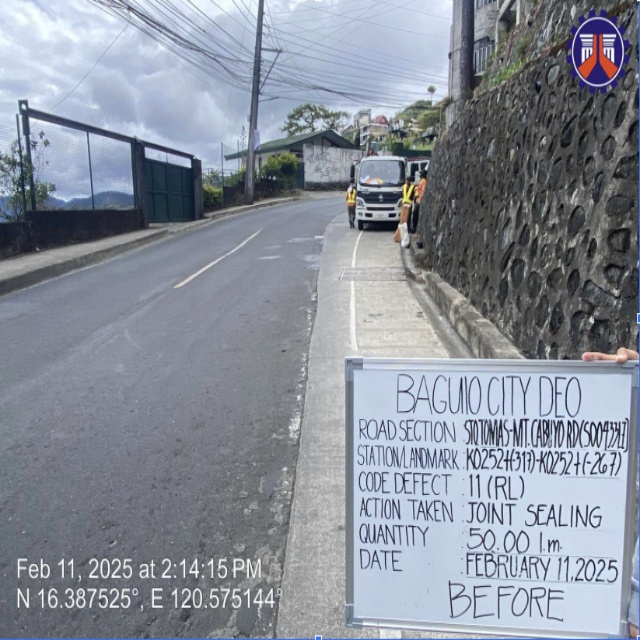 BAGUIO CITY DEO
ROAD SECTION : STO TOMAS-MT. CABUYO RD
STATION/LANDMARK : K0252+(317)-K0252+(-267)
CODE DEFECT : 11 (RL)
ACTION TAKEN : JOINT SEALING
QUANTITY : 50.00 l.m.
DATE : FEBRUARY 11, 2025
BEFORE
Feb 11, 2025 at 2:14:15 PM
N 16.387525°, E 120.575144°